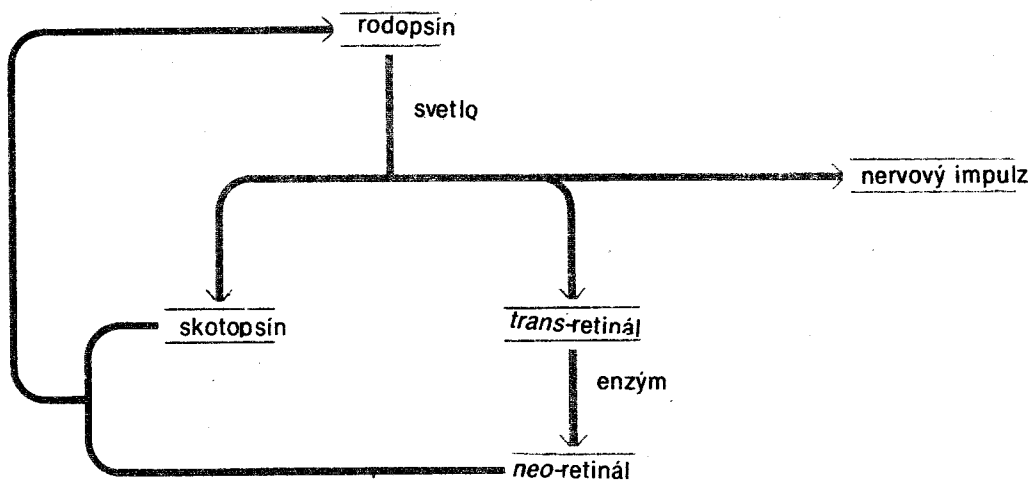 rodopsín
svetlo
nervový impulz
skotopsín
trans-retinál
enzým
neo-retinál